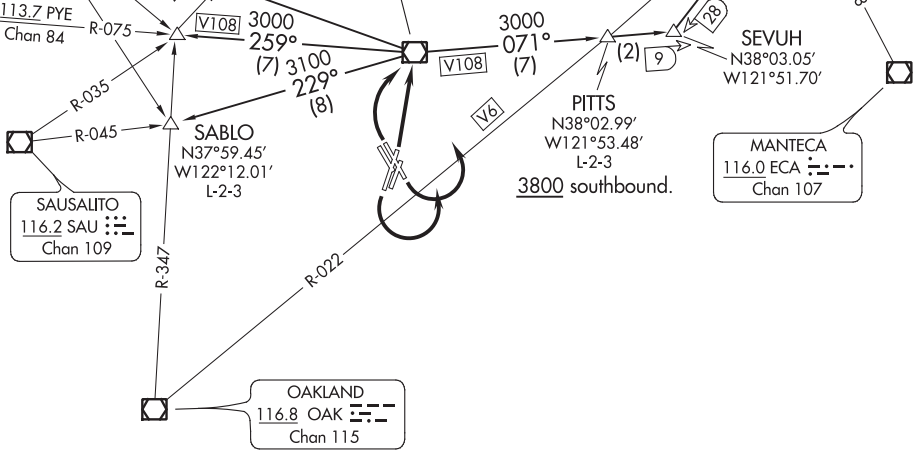 113.7 PYE
Chan 84
R-075
V108
3000
259°
(7)
3100
229°
(8)
3000
071°
(7)
V108
(2)
9
28
SEVUH
N38°03.05'
W121°51.70'
R-035
R-045
SABLO
N37°59.45'
W122°12.01'
L-2-3
V6
PITTS
N38°02.99'
W121°53.48'
L-2-3
3800 southbound.
MANTECA
116.0 ECA
Chan 107
SAUSALITO
116.2 SAU
Chan 109
R-347
R-022
OAKLAND
116.8 OAK
Chan 115